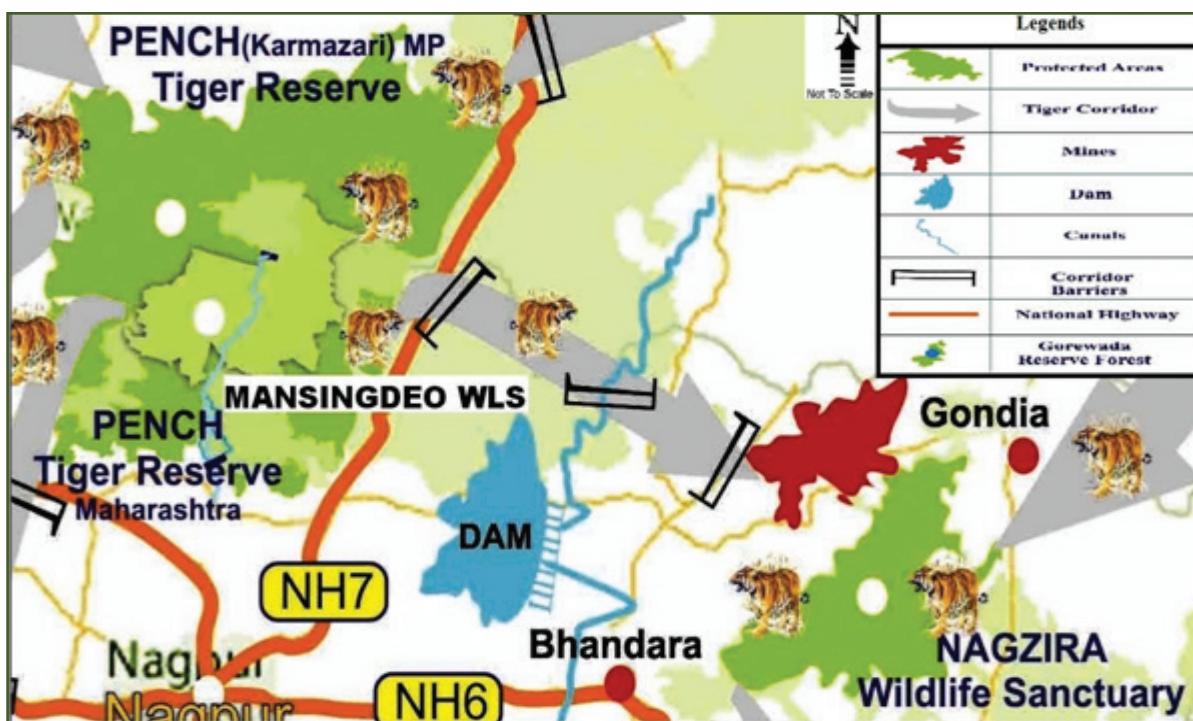 PENCH(Karmazari) MP
Tiger Reserve
N
Not To Scale
Legends
Protected Areas
Tiger Corridor
Mines
Dam
Canals
Corridor
Barriers
National Highway
Gorewada
Reserve Forest
MANSINGDEO WLS
PENCH
Tiger Reserve
Maharashtra
Gondia
DAM
NH7
Bhandara
NAGZIRA
Wildlife Sanctuary
Nagpur
Nagpur
NH6